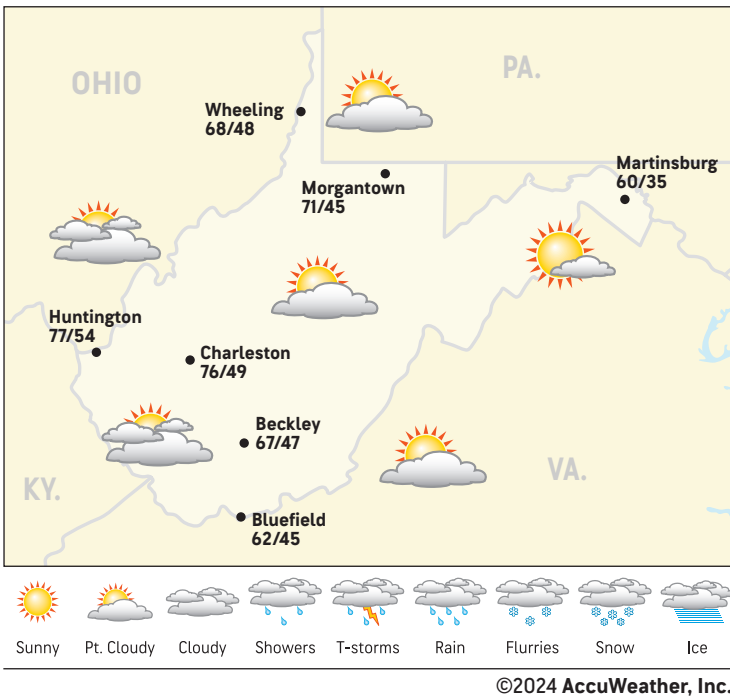 OHIO
PA.
Wheeling
68/48
Martinsburg
60/35
Morgantown
71/45
Huntington
77/54
Charleston
76/49
Beckley
67/47
KY.
VA.
Bluefield
62/45
Sunny Pt. Cloudy Cloudy Showers T-storms Rain Flurries Snow Ice
©2024 AccuWeather, Inc.